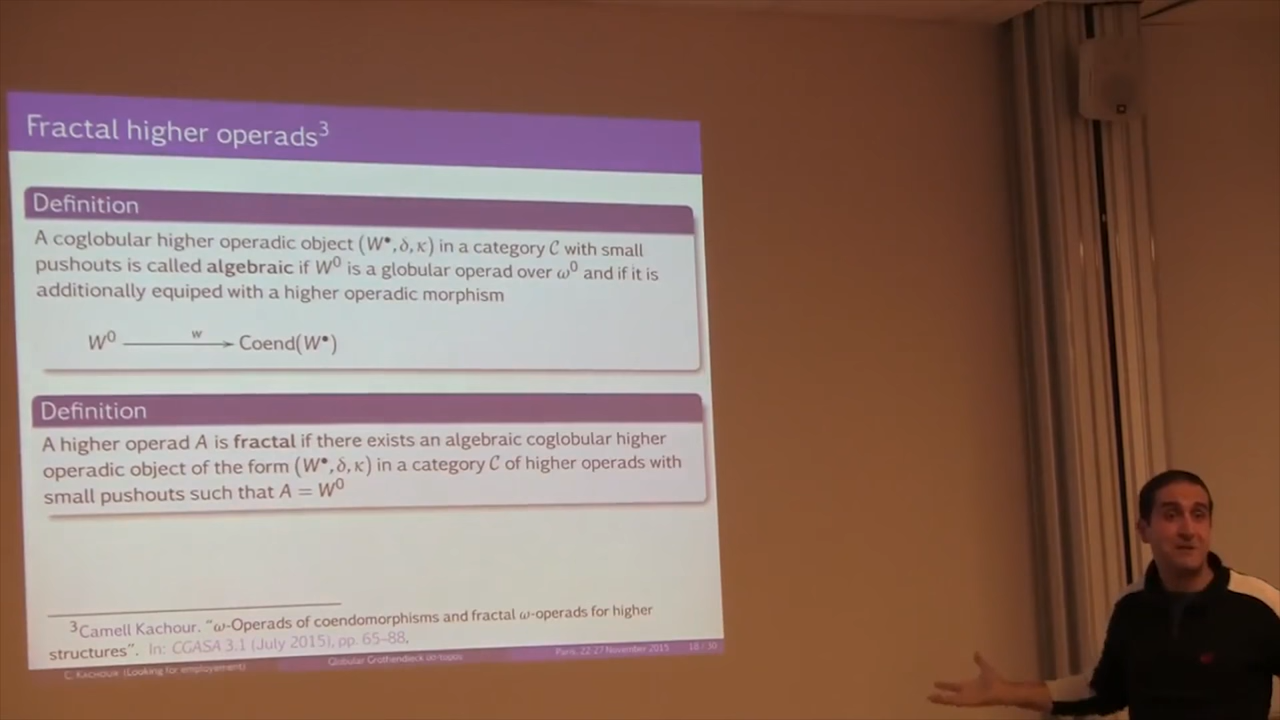 Fractal higher operads³
Definition
A coglobular higher operadic object (W•, δ, κ) in a category C with small
pushouts is called algebraic if W⁰ is a globular operad over ω⁰ and if it is
additionally equiped with a higher operadic morphism
W⁰ —w→ Coend(W•)
Definition
A higher operad A is fractal if there exists an algebraic coglobular higher
operadic object of the form (W•, δ, κ) in a category C of higher operads with
small pushouts such that A = W⁰
³Camell Kachour. "ω-Operads of coendomorphisms and fractal ω-operads for higher
structures". In: CGASA 3.1 (July 2015), pp. 65–88.
C. Kachour (Looking for employement) Globular Grothendieck ∞-topos Paris, 22-27 November 2015 18 / 30